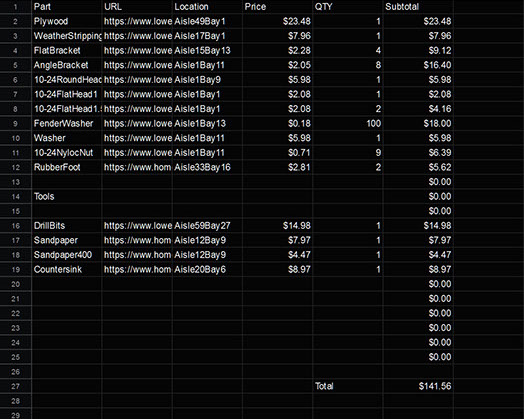 1 Part URL Location Price QTY Subtotal
2 Plywood https://www.lowe Aisle49Bay1 $23.48 1 $23.48
3 WeatherStripping https://www.lowe Aisle17Bay1 $7.96 1 $7.96
4 FlatBracket https://www.lowe Aisle15Bay13 $2.28 4 $9.12
5 AngleBracket https://www.lowe Aisle1Bay11 $2.05 8 $16.40
6 10-24RoundHead https://www.lowe Aisle1Bay9 $5.98 1 $5.98
7 10-24FlatHead1 https://www.lowe Aisle1Bay1 $2.08 1 $2.08
8 10-24FlatHead1. https://www.lowe Aisle1Bay1 $2.08 2 $4.16
9 FenderWasher https://www.lowe Aisle1Bay13 $0.18 100 $18.00
10 Washer https://www.lowe Aisle1Bay11 $5.98 1 $5.98
11 10-24NylocNut https://www.lowe Aisle1Bay11 $0.71 9 $6.39
12 RubberFoot https://www.hom Aisle33Bay16 $2.81 2 $5.62
13 $0.00
14 Tools $0.00
15 $0.00
16 DrillBits https://www.lowe Aisle59Bay27 $14.98 1 $14.98
17 Sandpaper https://www.hom Aisle12Bay9 $7.97 1 $7.97
18 Sandpaper400 https://www.hom Aisle12Bay9 $4.47 1 $4.47
19 Countersink https://www.hom Aisle20Bay6 $8.97 1 $8.97
20 $0.00
21 $0.00
22 $0.00
23 $0.00
24 $0.00
25 $0.00
26
27 Total $141.56
28
29